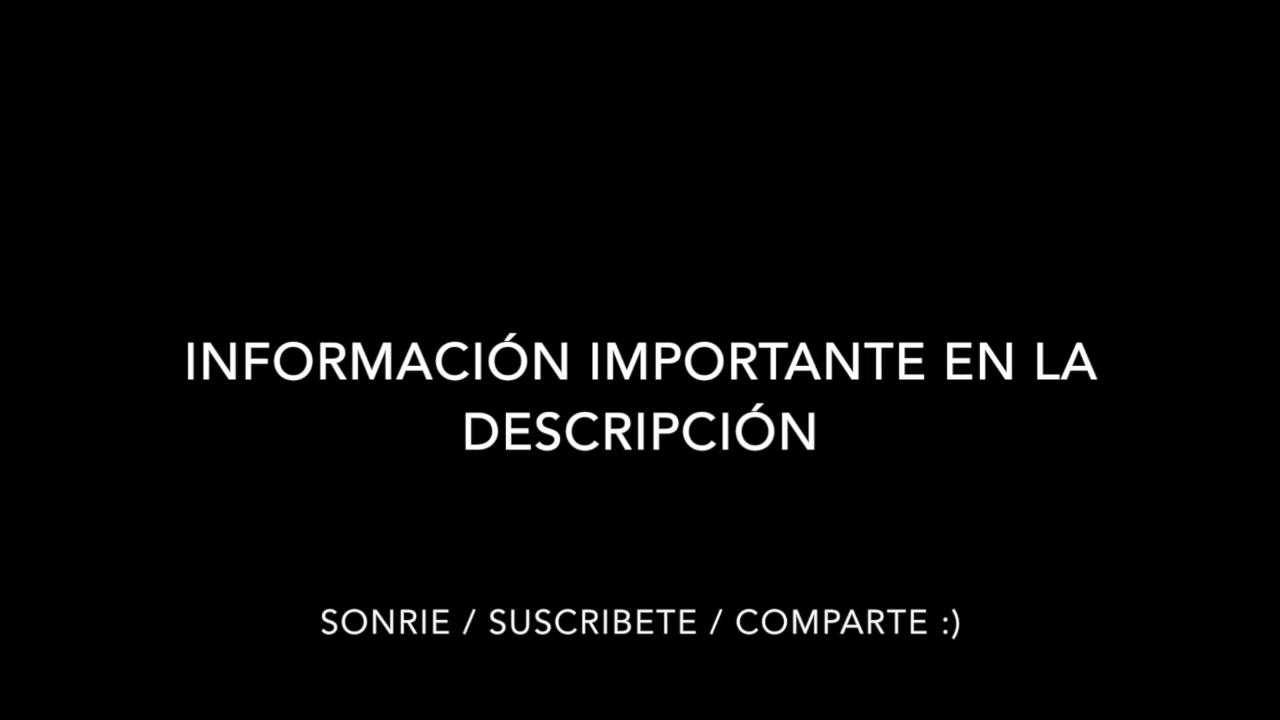 INFORMACIÓN IMPORTANTE EN LA
DESCRIPCIÓN
SONRIE / SUSCRIBETE / COMPARTE :)